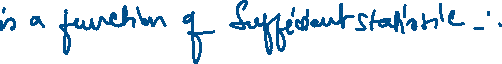 is a function of Sufficient statistic -.